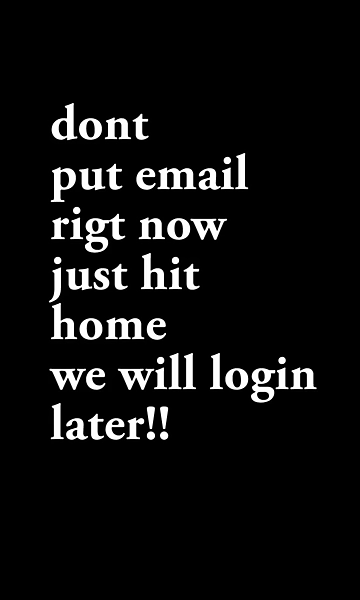 dont
put email
rigt now
just hit
home
we will login
later!!